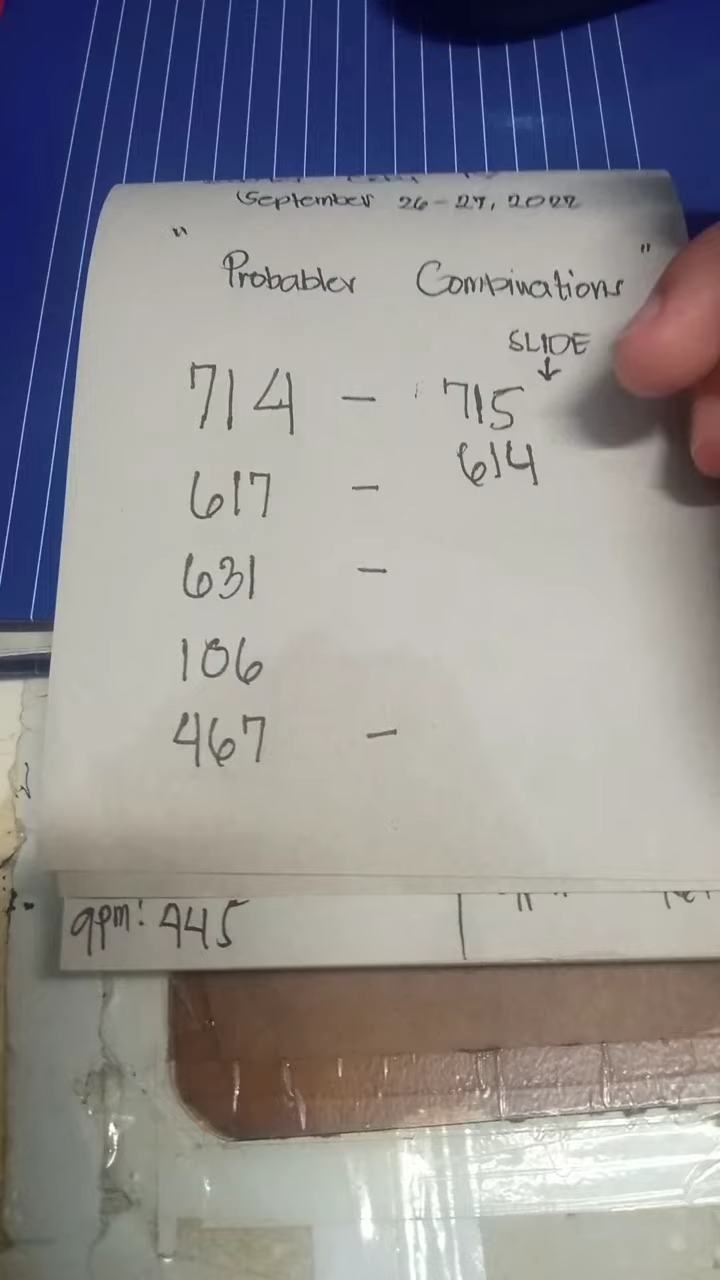 September 26-27, 2022
" Probabler Combinations "
SLIDE
↓
714 - 715
614
617 -
631 -
106
467 -
9pm: 445